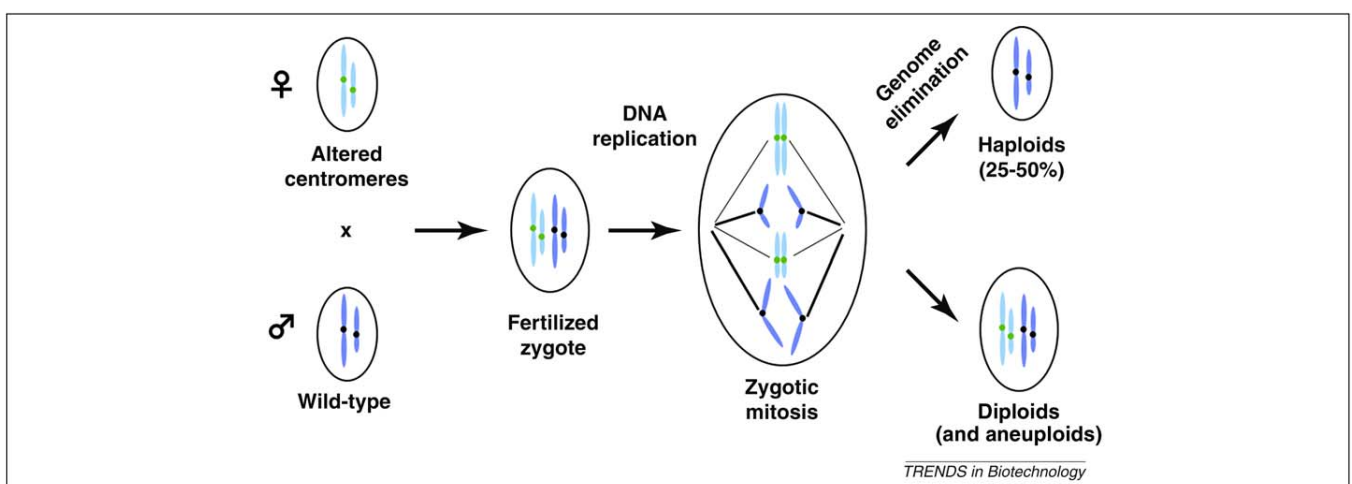 ♀
Altered
centromeres
x
♂
Wild-type
Fertilized
zygote
DNA
replication
Zygotic
mitosis
Genome
elimination
Haploids
(25-50%)
Diploids
(and aneuploids)
TRENDS in Biotechnology